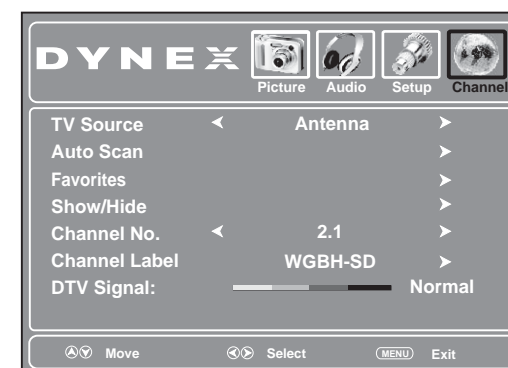 DYNEX
Picture Audio Setup Channel
TV Source Antenna
Auto Scan
Favorites
Show/Hide
Channel No. 2.1
Channel Label WGBH-SD
DTV Signal: Normal
Move Select MENU Exit